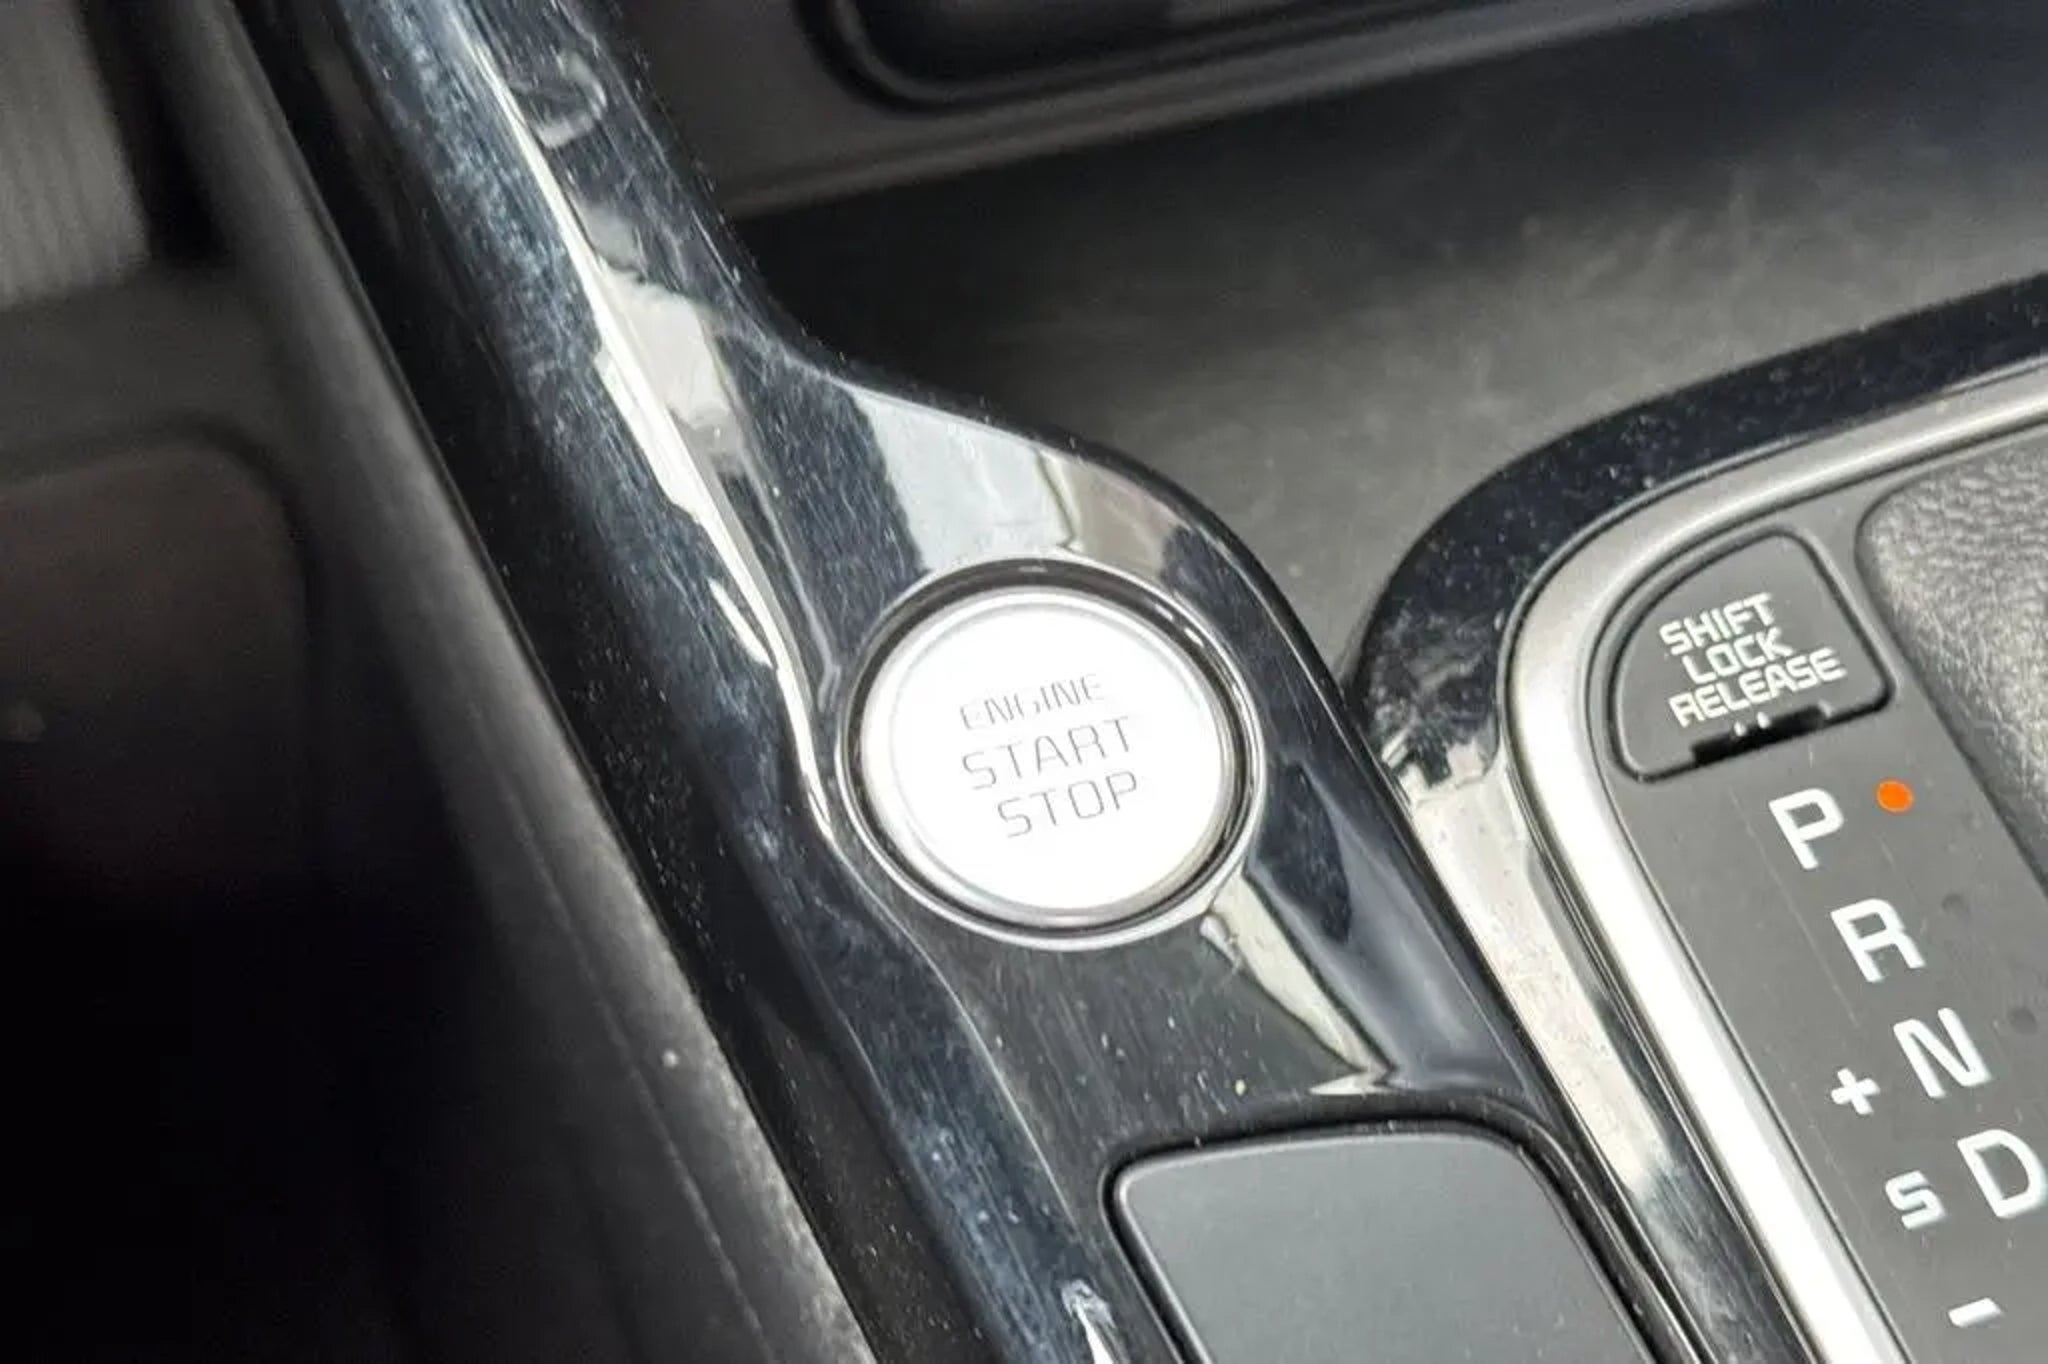 ENGINE
START
STOP
SHIFT
LOCK
RELEASE
P
R
N
+
D
S
-